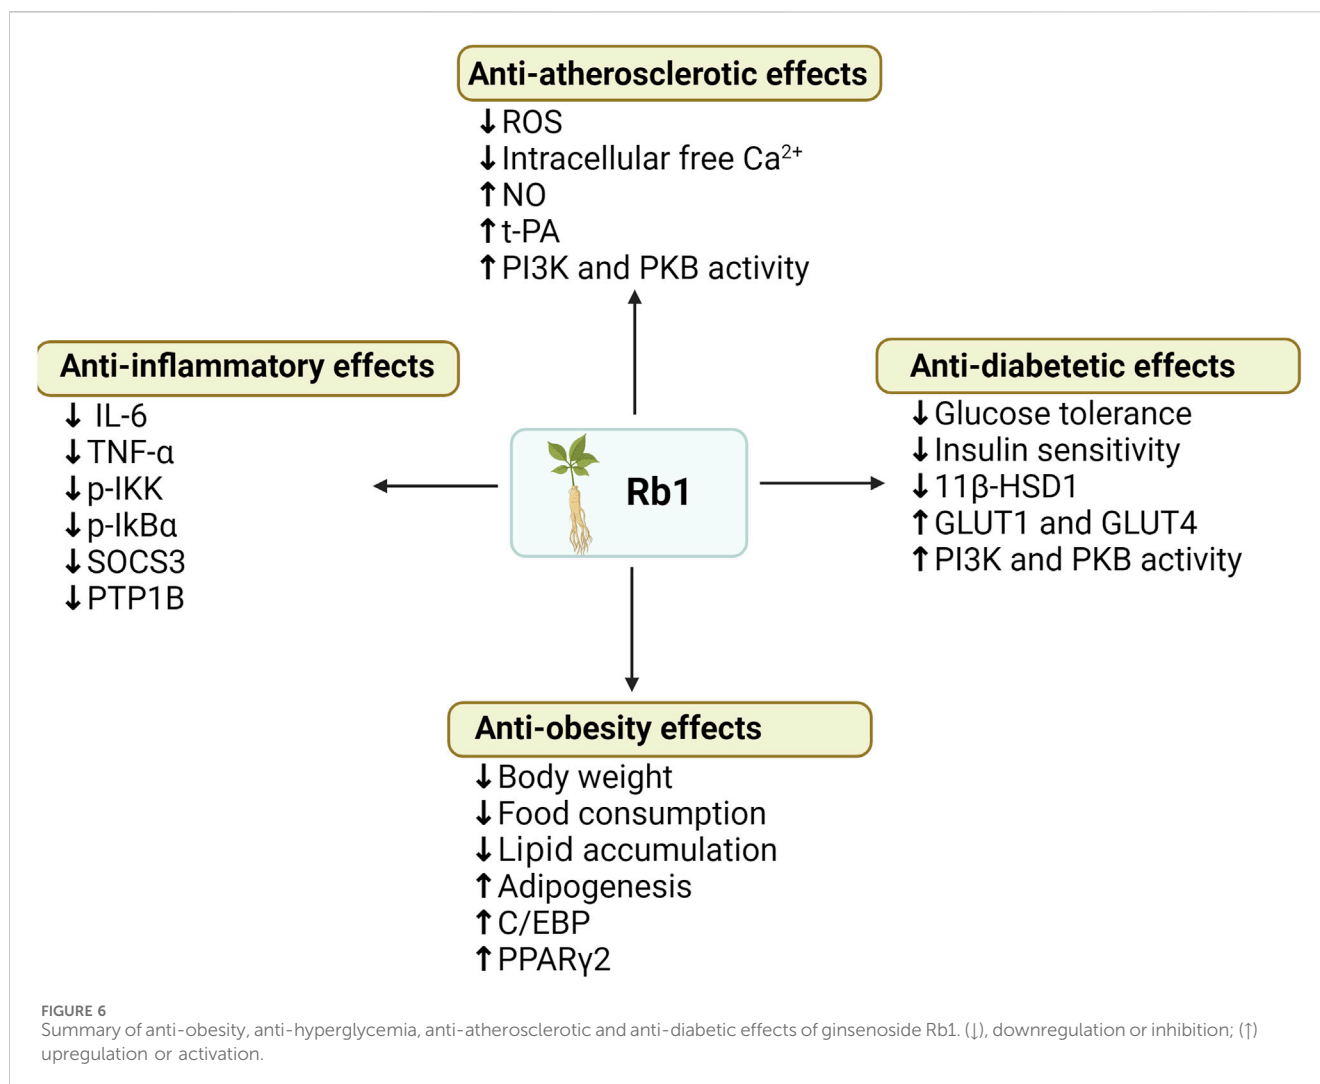 Anti-atherosclerotic effects
↓ROS
↓Intracellular free Ca²⁺
↑NO
↑t-PA
↑PI3K and PKB activity
Anti-inflammatory effects
↓ IL-6
↓TNF-α
↓p-IKK
↓p-IkBα
↓SOCS3
↓PTP1B
Rb1
Anti-diabetetic effects
↓Glucose tolerance
↓Insulin sensitivity
↓11β-HSD1
↑GLUT1 and GLUT4
↑PI3K and PKB activity
Anti-obesity effects
↓Body weight
↓Food consumption
↓Lipid accumulation
↑Adipogenesis
↑C/EBP
↑PPARγ2
FIGURE 6
Summary of anti-obesity, anti-hyperglycemia, anti-atherosclerotic and anti-diabetic effects of ginsenoside Rb1. (↓), downregulation or inhibition; (↑)
upregulation or activation.